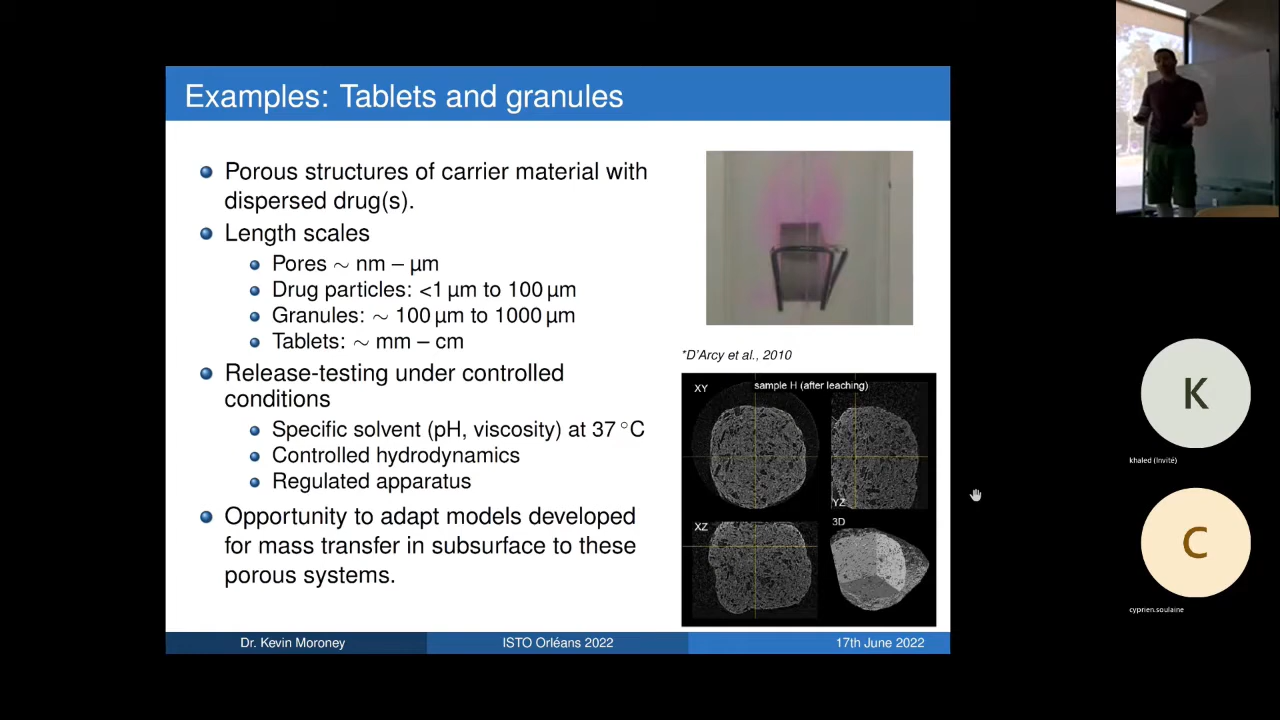 Examples: Tablets and granules
Porous structures of carrier material with
dispersed drug(s).
Length scales
Pores ∼ nm – µm
Drug particles: <1 µm to 100 µm
Granules: ∼ 100 µm to 1000 µm
Tablets: ∼ mm – cm
Release-testing under controlled
conditions
Specific solvent (pH, viscosity) at 37 °C
Controlled hydrodynamics
Regulated apparatus
Opportunity to adapt models developed
for mass transfer in subsurface to these
porous systems.
*D'Arcy et al., 2010
sample H (after leaching)
XY
YZ
XZ
3D
Dr. Kevin Moroney
ISTO Orléans 2022
17th June 2022
K
khaled (Invité)
C
cyprien.soulaine